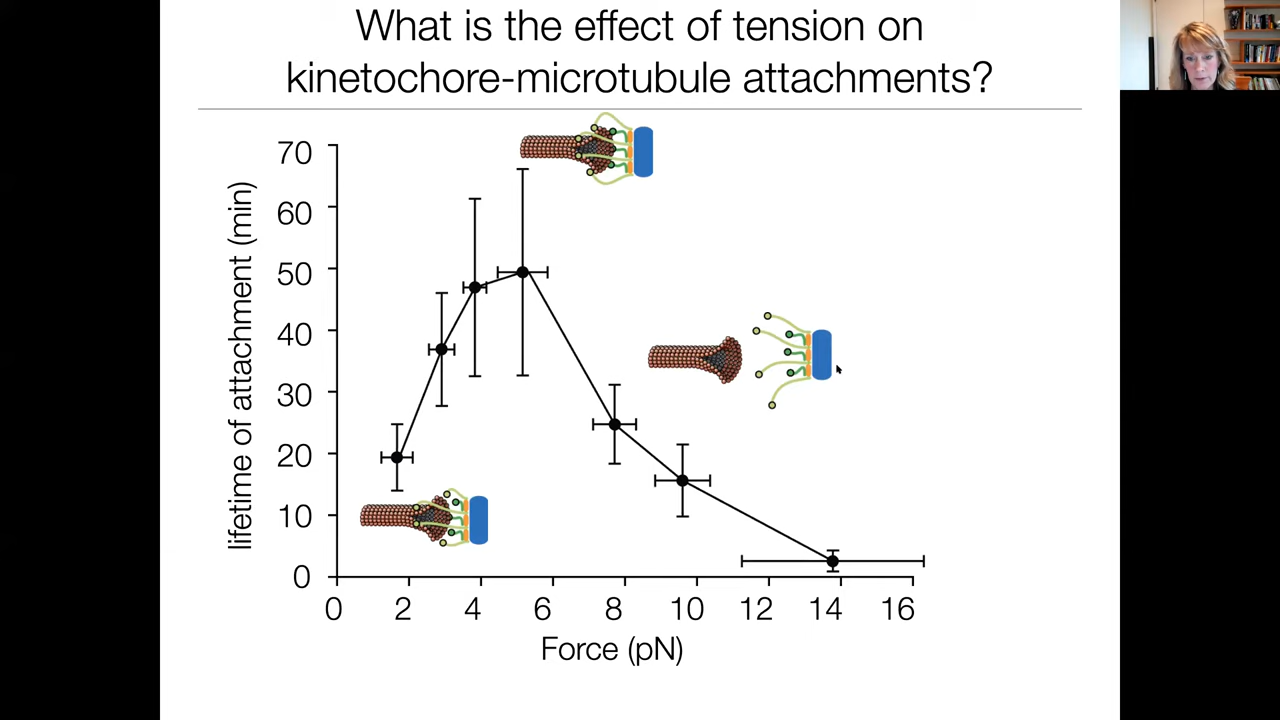 What is the effect of tension on
kinetochore-microtubule attachments?
lifetime of attachment (min)
70
60
50
40
30
20
10
0
0 2 4 6 8 10 12 14 16
Force (pN)